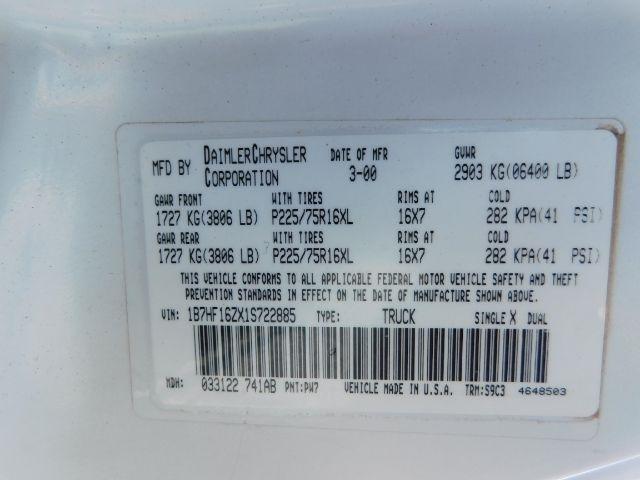 MFD BY DAIMLERCHRYSLER CORPORATION DATE OF MFR 3-00 GVWR 2903 KG(06400 LB)
GAWR FRONT WITH TIRES RIMS AT COLD
1727 KG(3806 LB) P225/75R16XL 16X7 282 KPA(41 PSI)
GAWR REAR WITH TIRES RIMS AT COLD
1727 KG(3806 LB) P225/75R16XL 16X7 282 KPA(41 PSI)
THIS VEHICLE CONFORMS TO ALL APPLICABLE FEDERAL MOTOR VEHICLE SAFETY AND THEFT
PREVENTION STANDARDS IN EFFECT ON THE DATE OF MANUFACTURE SHOWN ABOVE.
VIN: 1B7HF16ZX1S722885 TYPE: TRUCK SINGLE X DUAL
MDH: 033122 741AB PNT:PW7 VEHICLE MADE IN U.S.A. TRM:S9C3 4648503